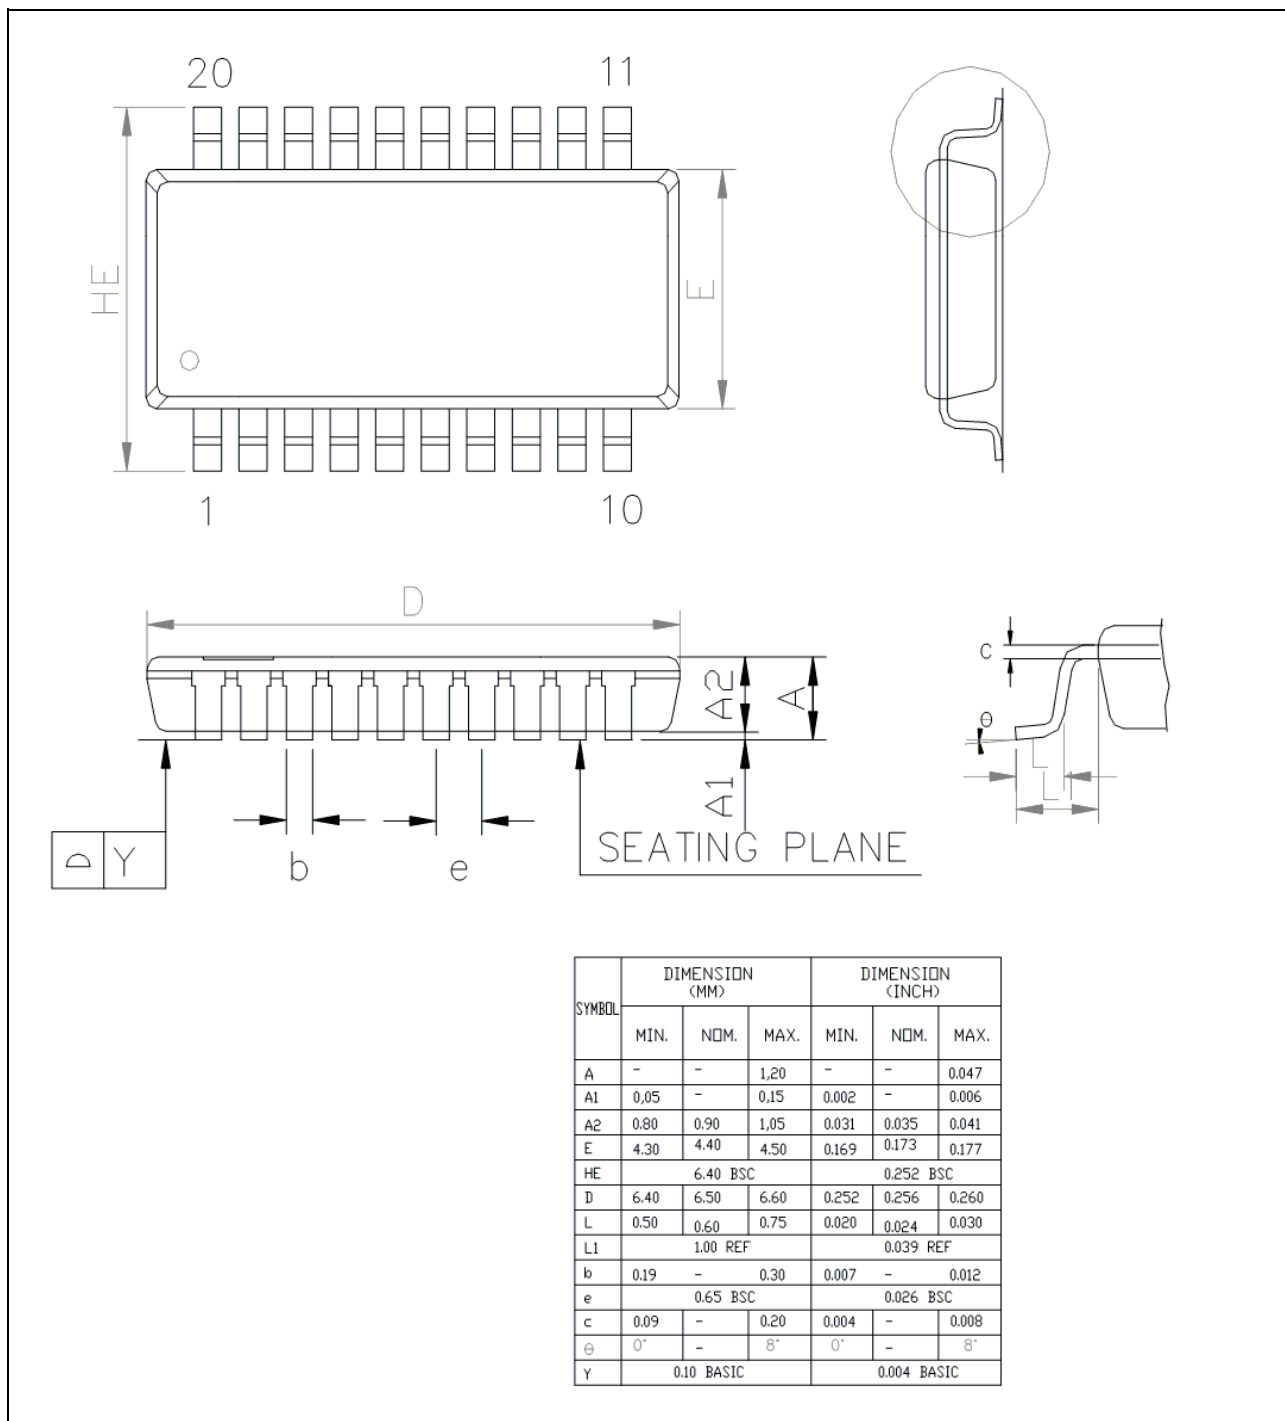 20 11
HE E
1 10
D
A2 A
C
θ
L
A1
L
SEATING PLANE
D Y
b e
SYMBOL DIMENSION (MM) DIMENSION (INCH)
MIN. NOM. MAX. MIN. NOM. MAX.
A - - 1,20 - - 0.047
A1 0,05 - 0,15 0.002 - 0.006
A2 0.80 0.90 1,05 0.031 0.035 0.041
E 4.30 4.40 4.50 0.169 0.173 0.177
HE 6.40 BSC 0.252 BSC
D 6.40 6.50 6.60 0.252 0.256 0.260
L 0.50 0.60 0.75 0.020 0.024 0.030
L1 1.00 REF 0.039 REF
b 0.19 - 0.30 0.007 - 0.012
e 0.65 BSC 0.026 BSC
c 0.09 - 0.20 0.004 - 0.008
θ 0° - 8° 0° - 8°
Y 0.10 BASIC 0.004 BASIC